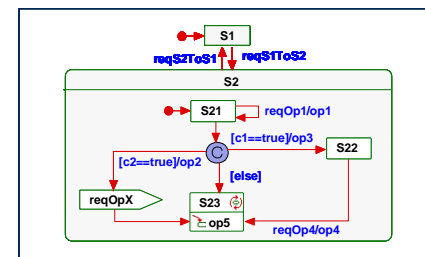 S1
reqS2ToS1 reqS1ToS2
S2
S21 reqOp1/op1
[c1==true]/op3
C S22
[c2==true]/op2
[else]
reqOpX S23
op5 reqOp4/op4